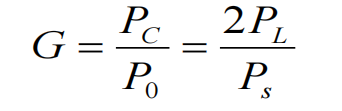 G = P_C / P_0 = 2P_L / P_s